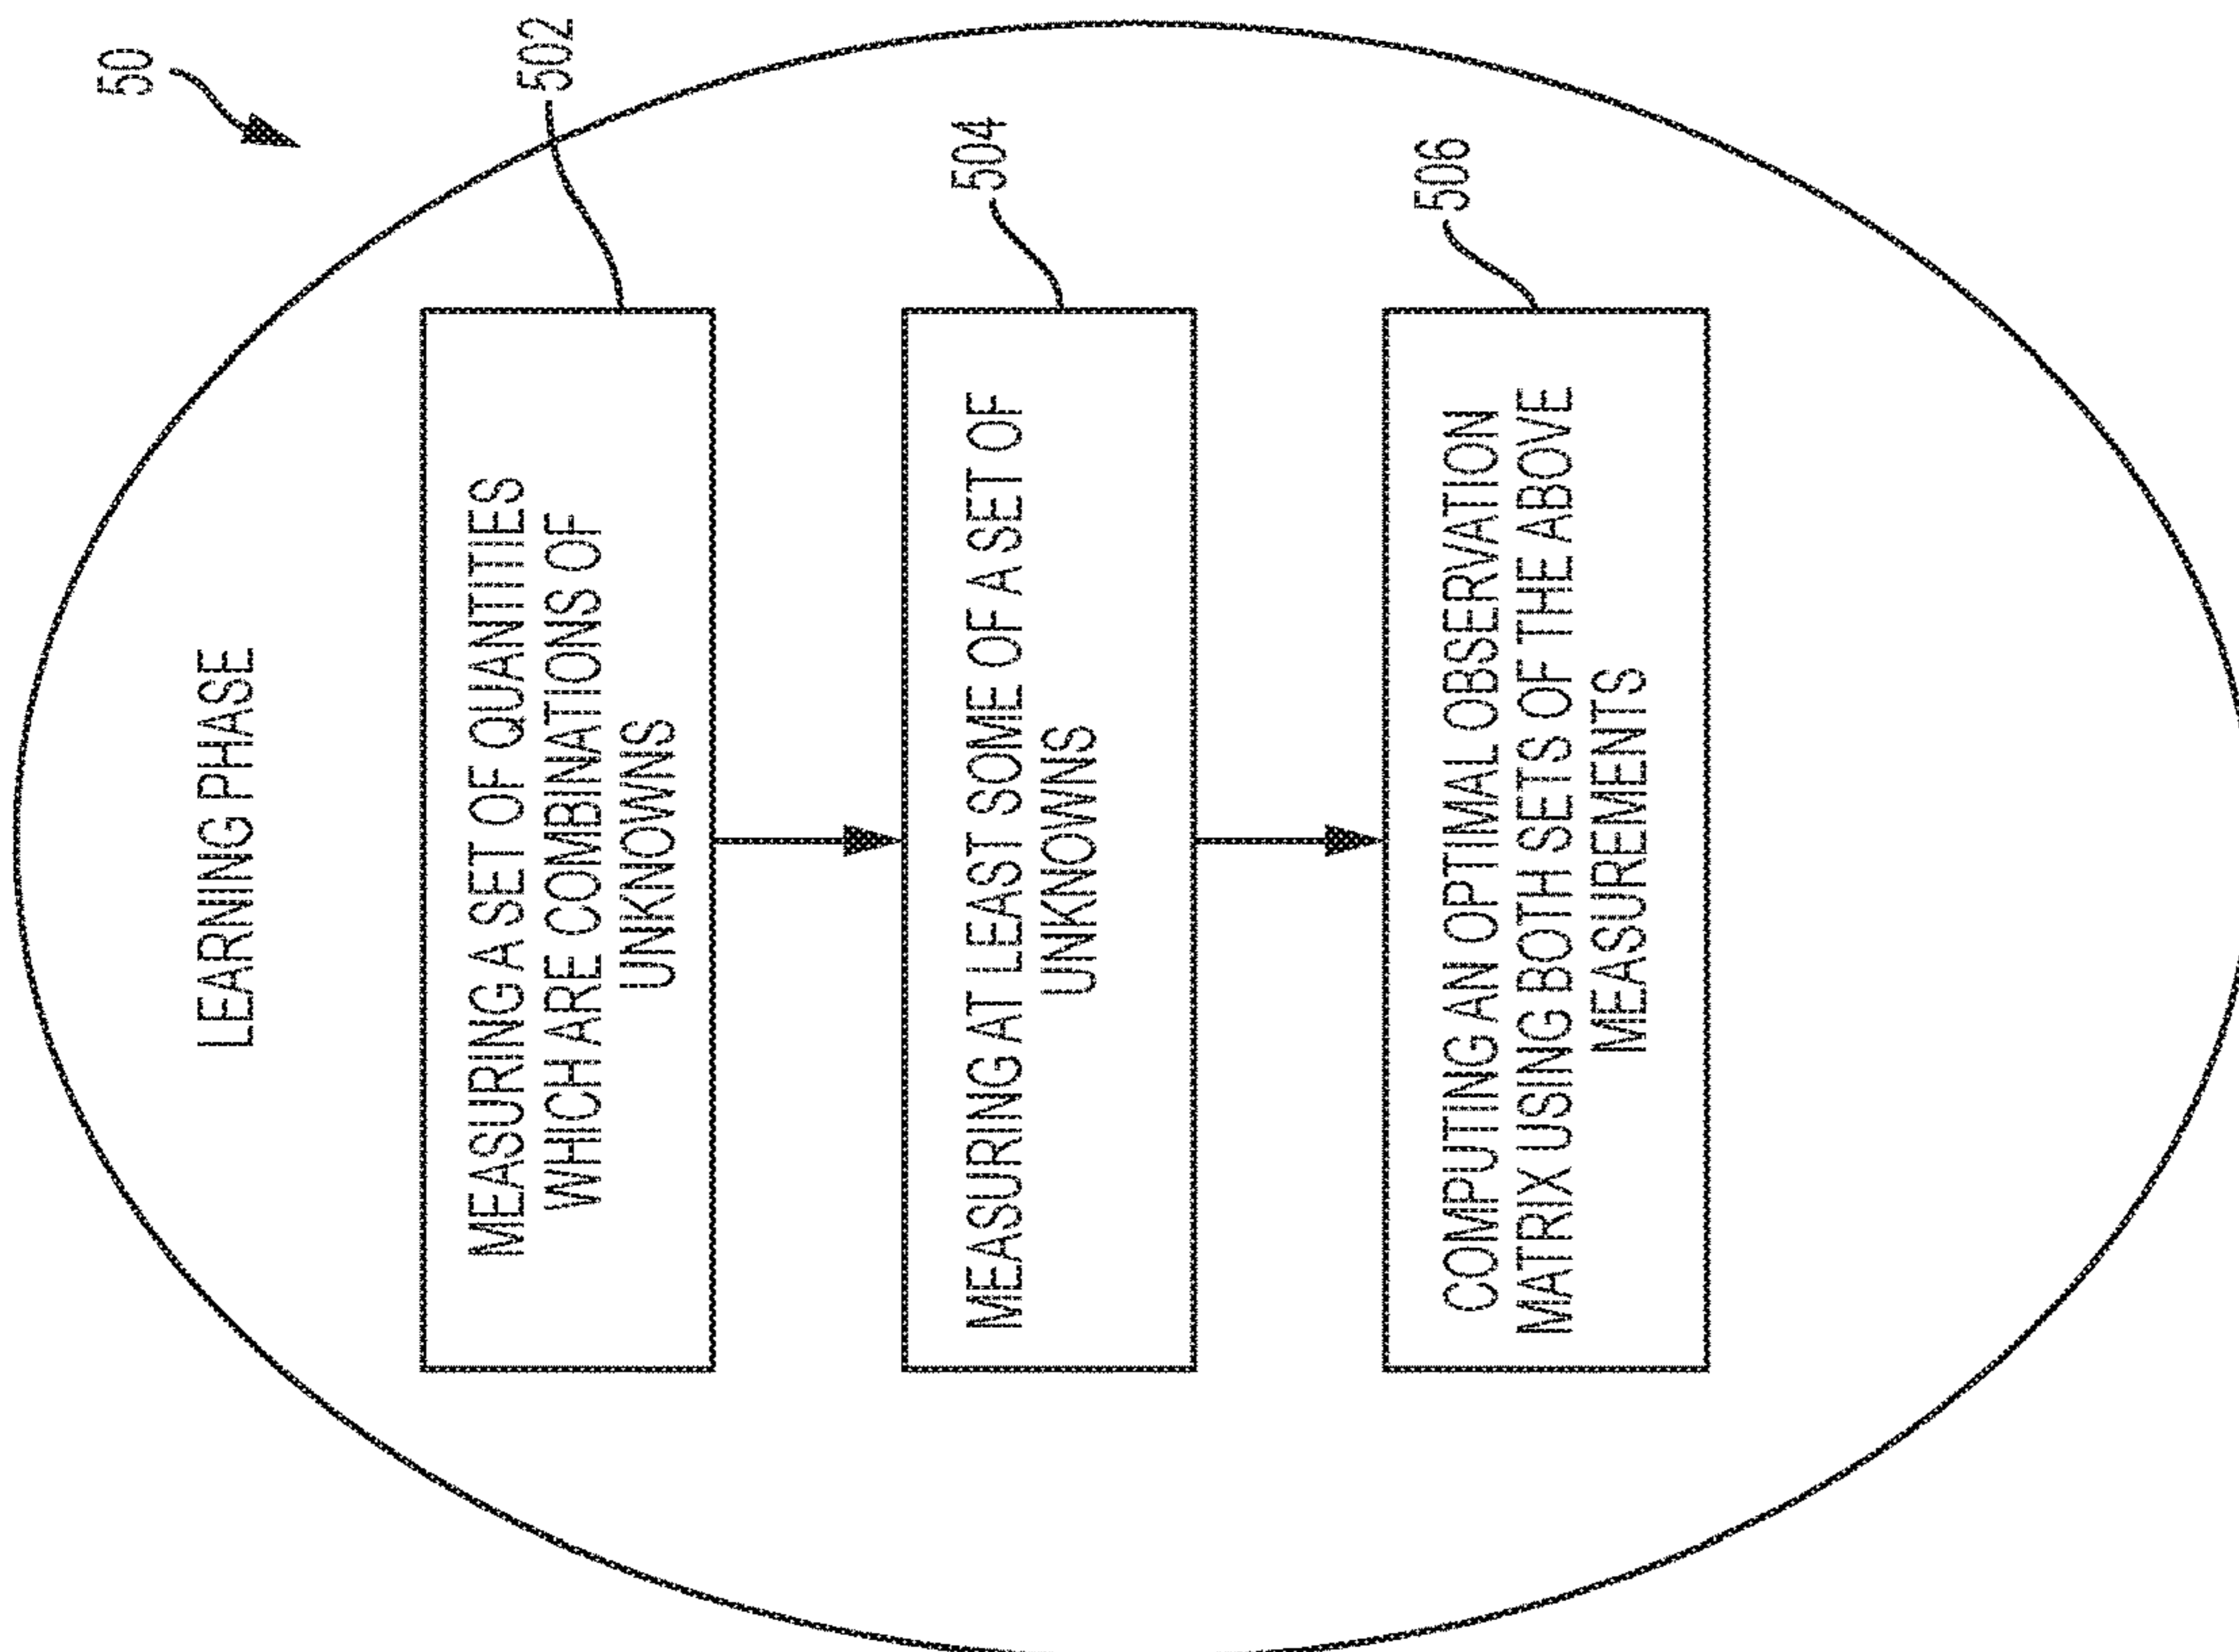 50
LEARNING PHASE
502
MEASURING A SET OF QUANTITIES
WHICH ARE COMBINATIONS OF
UNKNOWNS
504
MEASURING AT LEAST SOME OF A SET OF
UNKNOWNS
506
COMPUTING AN OPTIMAL OBSERVATION
MATRIX USING BOTH SETS OF THE ABOVE
MEASUREMENTS